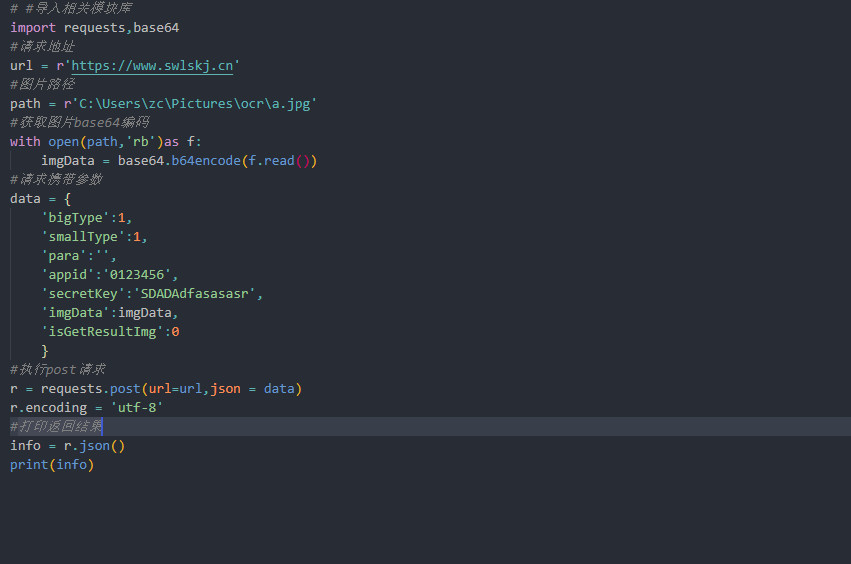 # #导入相关模块库
import requests,base64
#请求地址
url = r'https://www.swlskj.cn'
#图片路径
path = r'C:\Users\zc\Pictures\ocr\a.jpg'
#获取图片base64编码
with open(path,'rb')as f:
    imgData = base64.b64encode(f.read())
#请求携带参数
data = {
    'bigType':1,
    'smallType':1,
    'para':'',
    'appid':'0123456',
    'secretKey':'SDADAdfasasasr',
    'imgData':imgData,
    'isGetResultImg':0
    }
#执行post请求
r = requests.post(url=url,json = data)
r.encoding = 'utf-8'
#打印返回结果
info = r.json()
print(info)